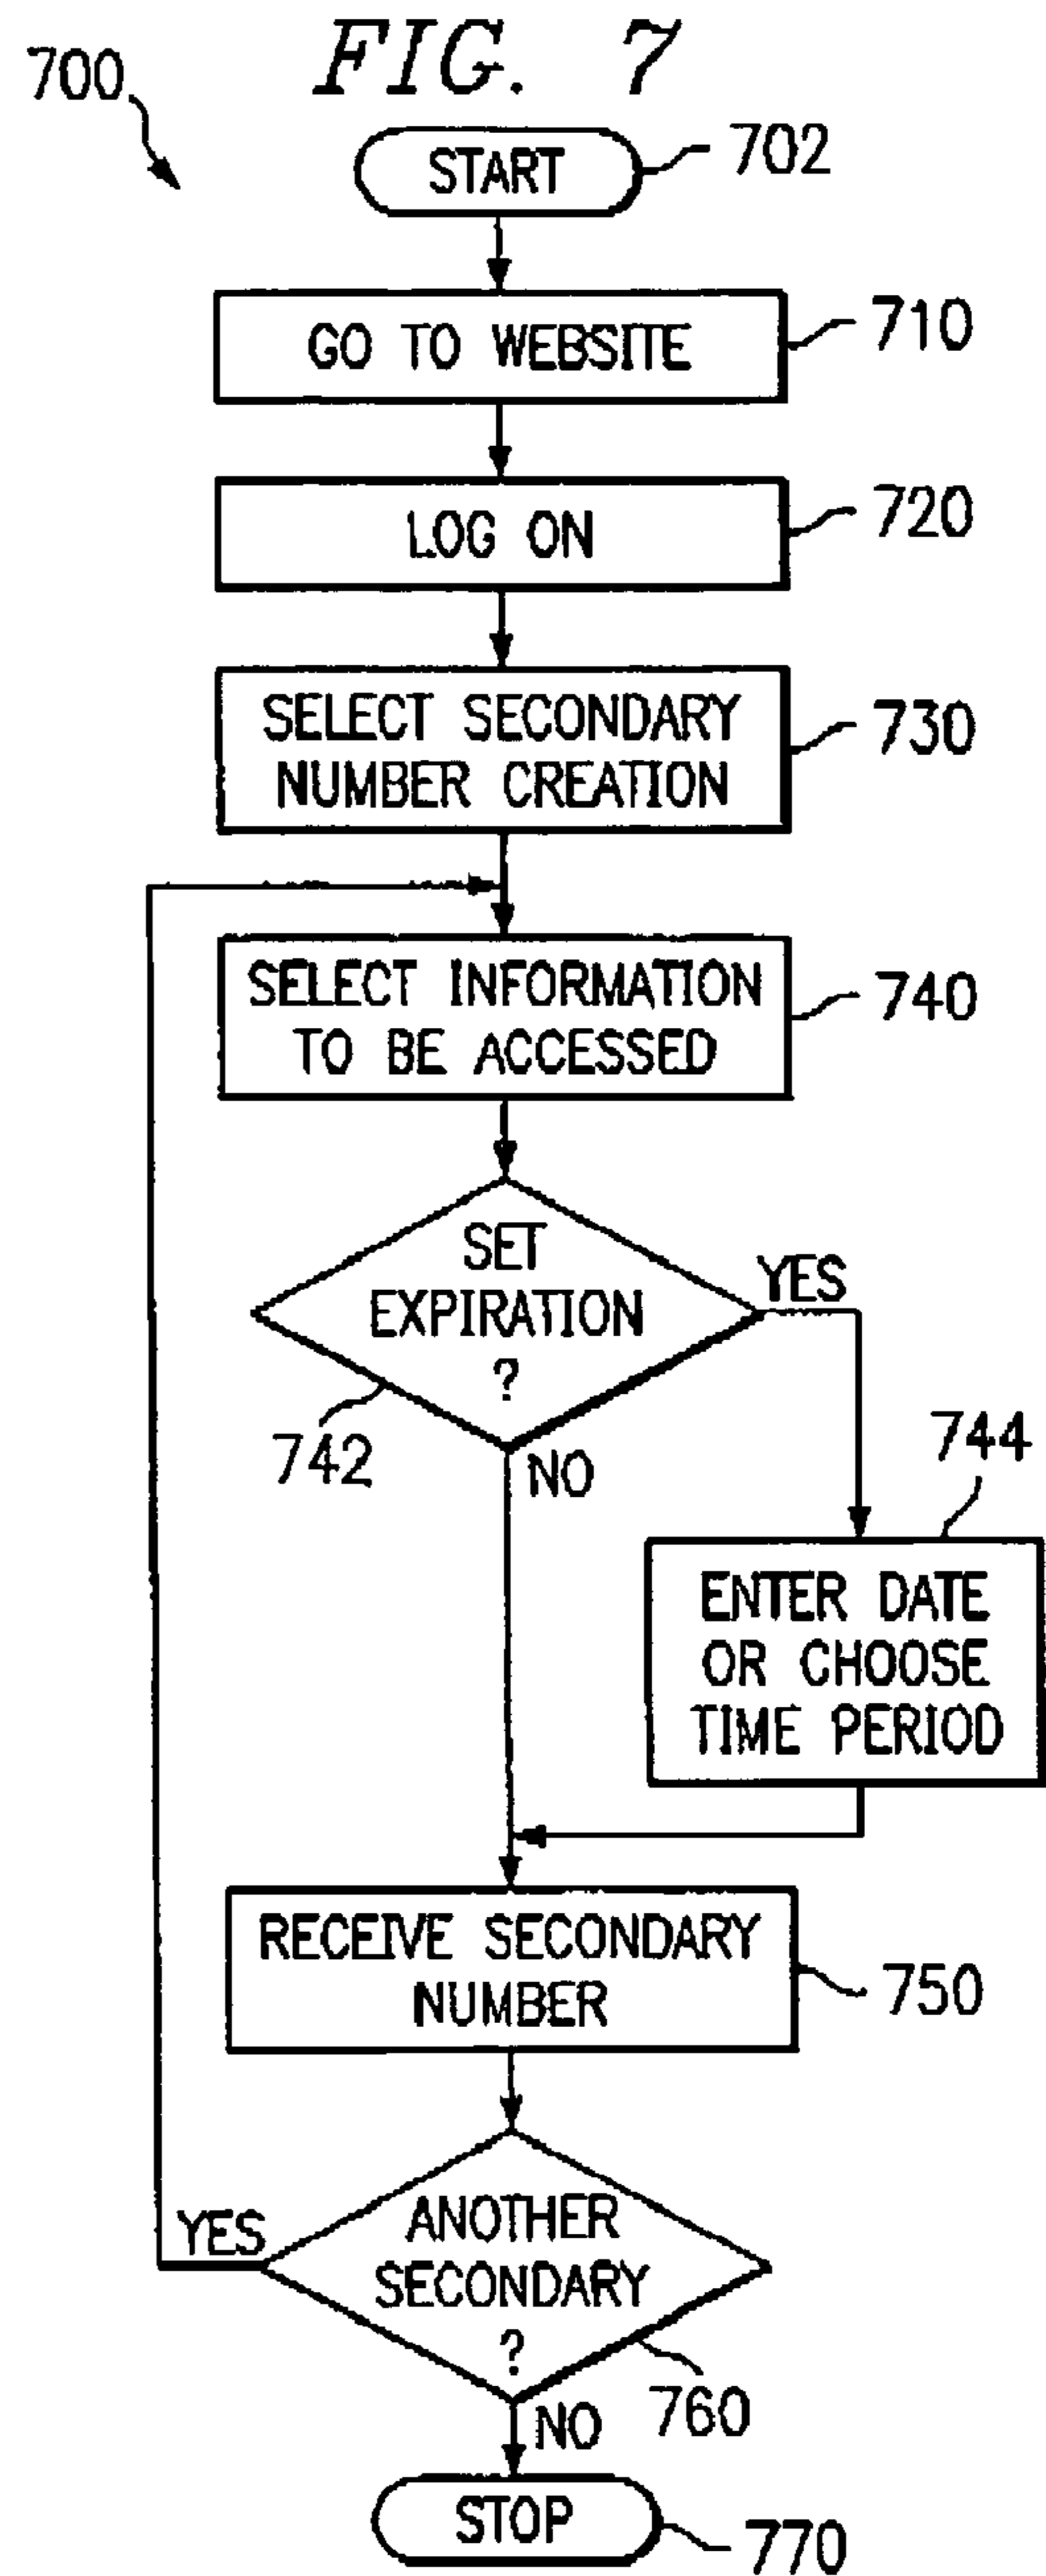 FIG. 7
700
START
702
GO TO WEBSITE
710
LOG ON
720
SELECT SECONDARY
NUMBER CREATION
730
SELECT INFORMATION
TO BE ACCESSED
740
SET
EXPIRATION
?
YES
742
NO
744
ENTER DATE
OR CHOOSE
TIME PERIOD
RECEIVE SECONDARY
NUMBER
750
YES
ANOTHER
SECONDARY
?
760
NO
STOP
770